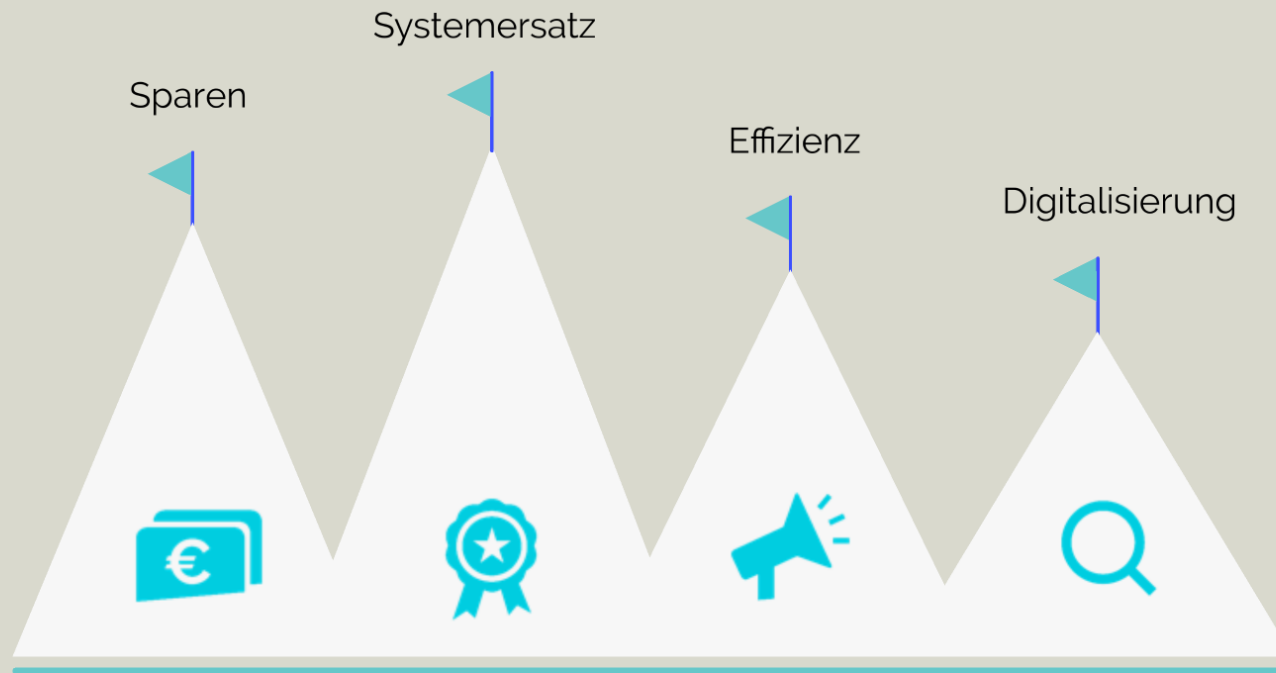 Systemersatz
Sparen
Effizienz
Digitalisierung
€